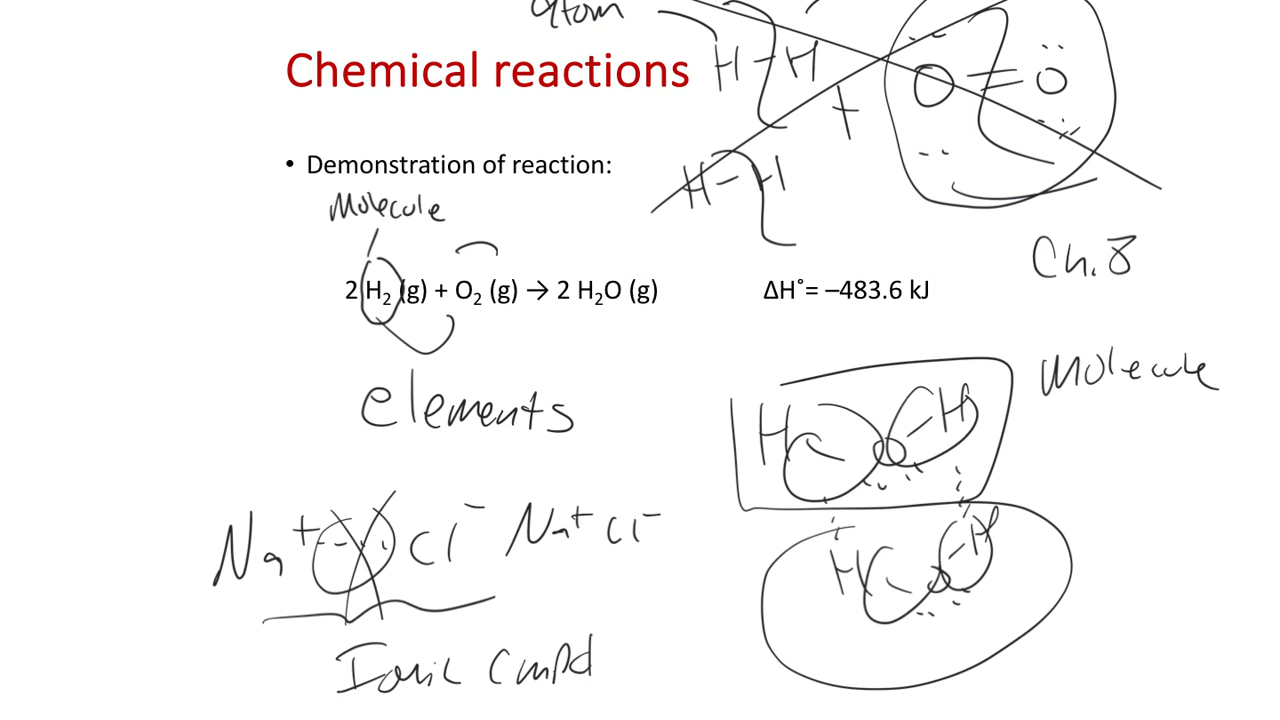 atom
Chemical reactions
H-H
+
O=O
H-H
• Demonstration of reaction:
Molecule
Ch. 8
2 H₂ (g) + O₂ (g) → 2 H₂O (g) ΔH°= –483.6 kJ
elements
Molecule
H O H
Na⁺ Cl⁻ Na⁺ Cl⁻
H O H
Ionic Cmpd